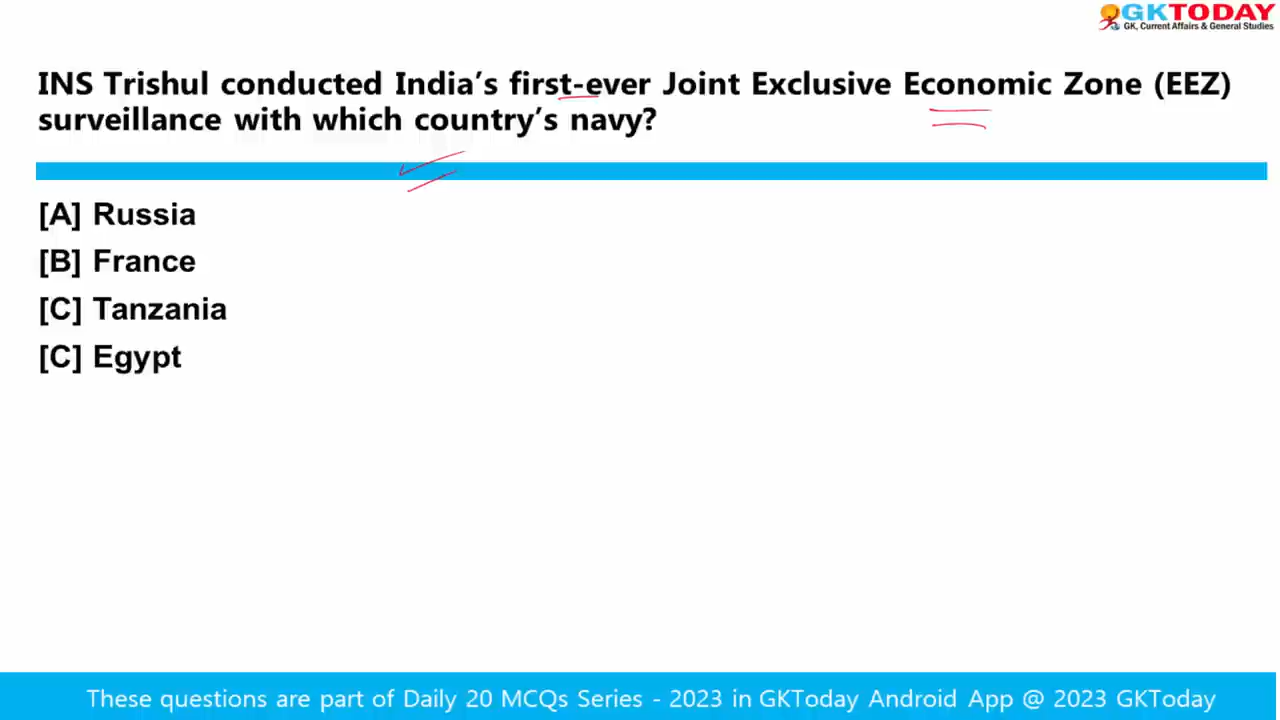 GKTODAY
GK, Current Affairs & General Studies
INS Trishul conducted India’s first-ever Joint Exclusive Economic Zone (EEZ)
surveillance with which country’s navy?
[A] Russia
[B] France
[C] Tanzania
[C] Egypt
These questions are part of Daily 20 MCQs Series - 2023 in GKToday Android App @ 2023 GKToday